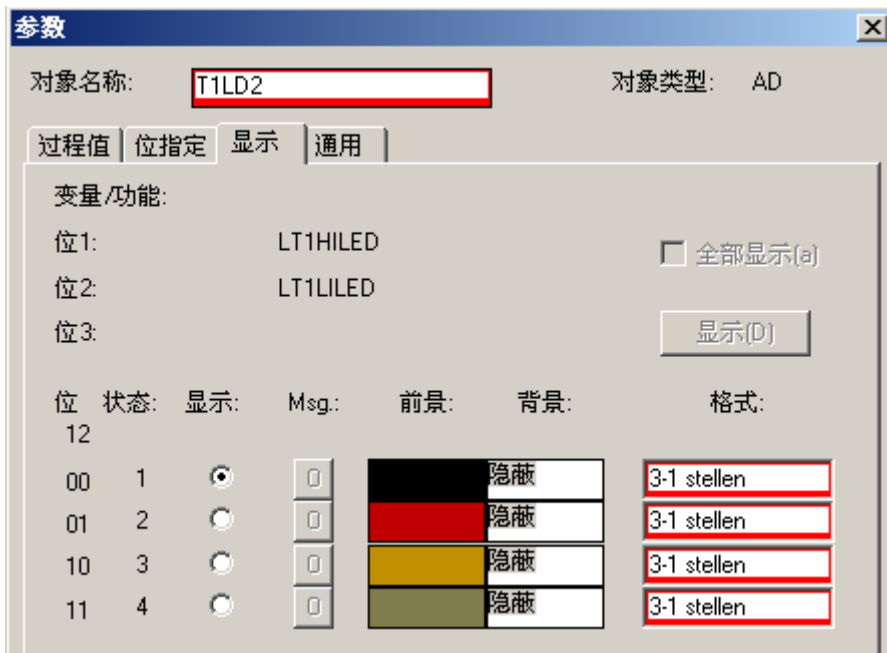 参数
对象名称: T1LD2 对象类型: AD
过程值 位指定 显示 通用
变量/功能:
位1: LT1HILED 全部显示(a)
位2: LT1LILED
位3: 显示(D)
位 状态: 显示: Msg.: 前景: 背景: 格式:
12
00 1 0 隐蔽 3-1 stellen
01 2 0 隐蔽 3-1 stellen
10 3 0 隐蔽 3-1 stellen
11 4 0 隐蔽 3-1 stellen